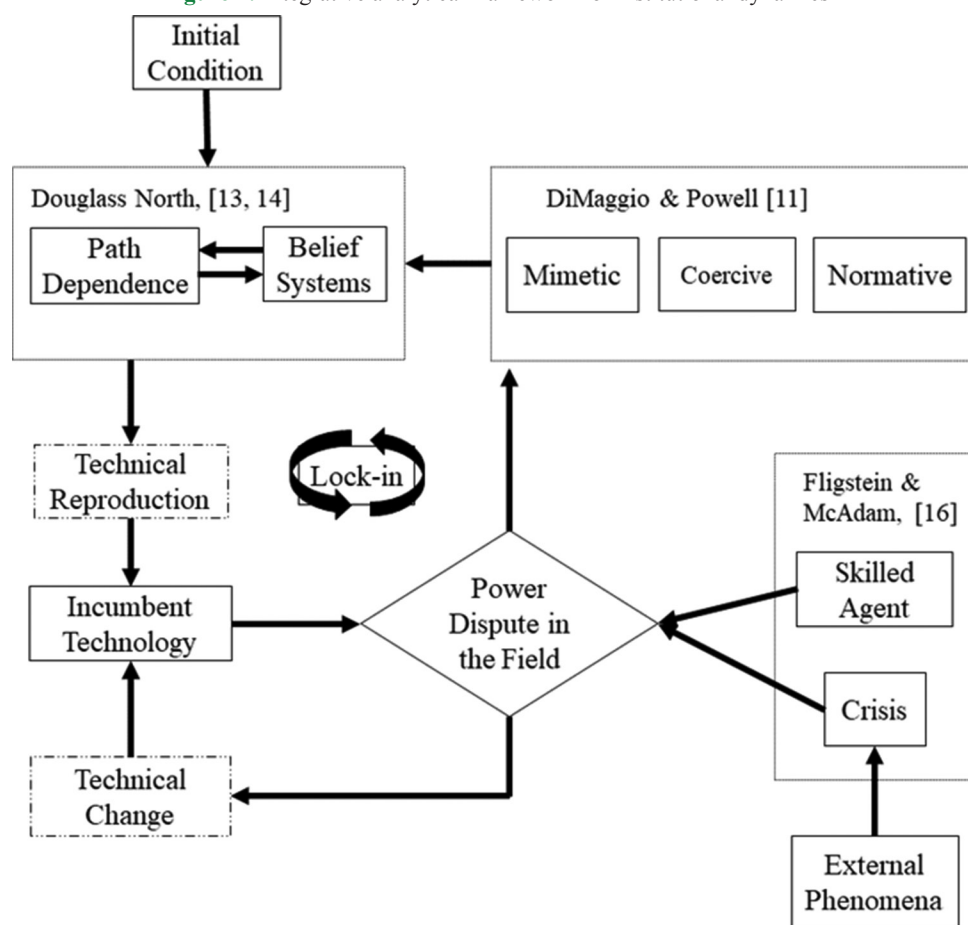 Initial
Condition
Douglass North, [13, 14]
Path
Dependence
Belief
Systems
DiMaggio & Powell [11]
Mimetic
Coercive
Normative
Technical
Reproduction
Lock-in
Fligstein &
McAdam, [16]
Skilled
Agent
Power
Dispute in
the Field
Incumbent
Technology
Crisis
Technical
Change
External
Phenomena